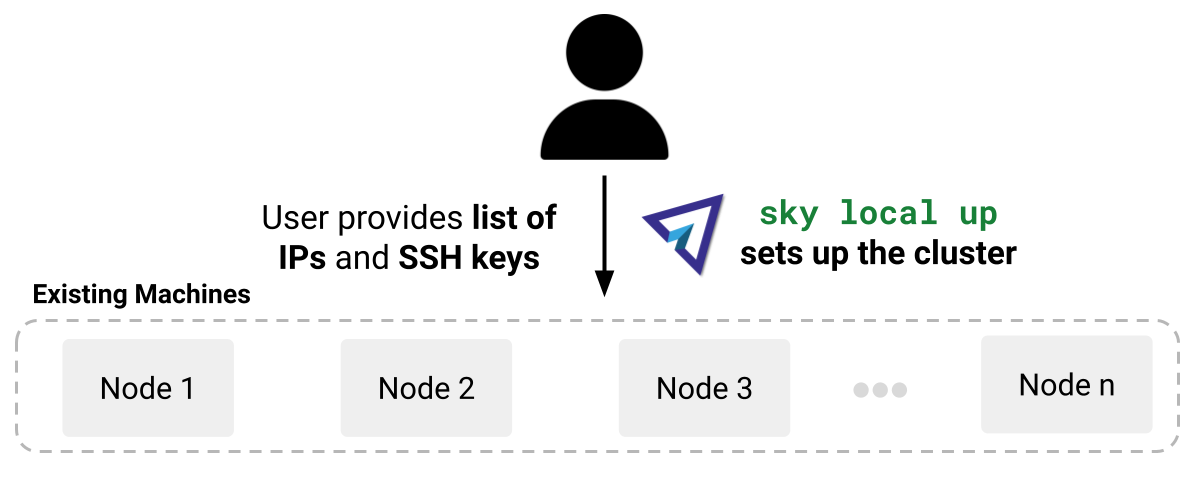 User provides list of
IPs and SSH keys
sky local up
sets up the cluster
Existing Machines
Node 1
Node 2
Node 3
Node n